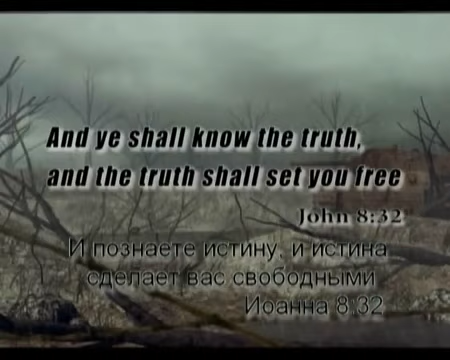 And ye shall know the truth,
and the truth shall set you free
John 8:32
И познаете истину, и истина
сделает вас свободными
Иоанна 8:32